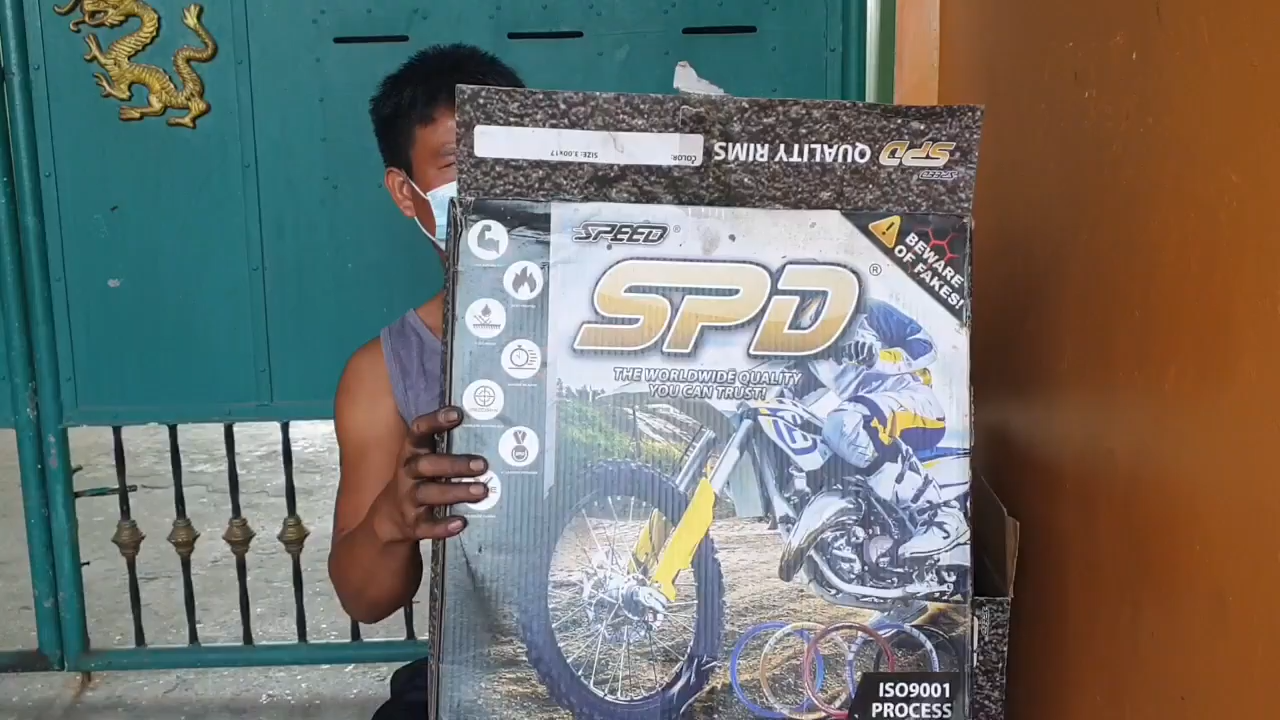 COLOR:
SIZE: 3.00x17
SPEED
SPD QUALITY RIMS
SPEED®
SPD®
THE WORLDWIDE QUALITY
YOU CAN TRUST!
BEWARE
OF FAKES!
ISO9001
PROCESS